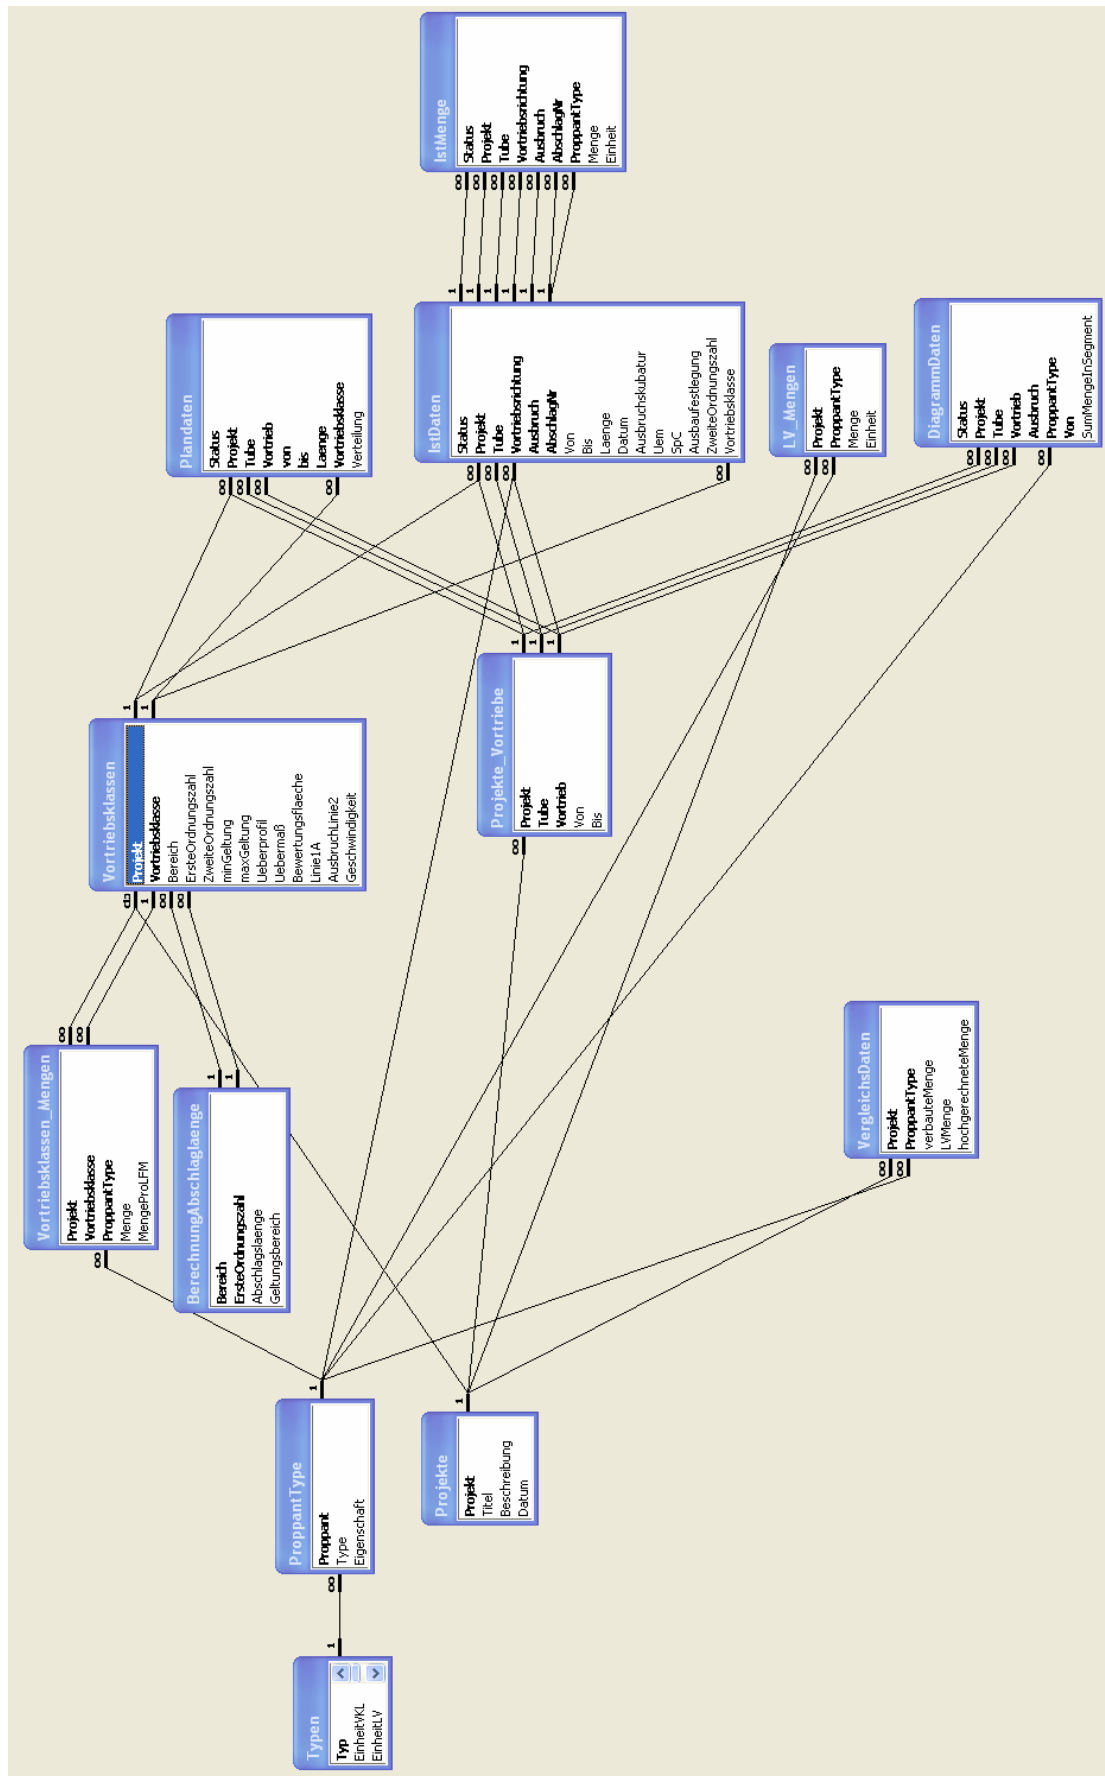 Typen
Typ
EinheitVKL
EinheitLV
ProppantType
Proppant
Type
Eigenschaft
Projekte
Projekt
Titel
Beschreibung
Datum
Vortriebsklassen_Mengen
Projekt
Vortriebsklasse
ProppantType
Menge
MengeProLFM
BerechnungAbschlaglaenge
Bereich
ErsteOrdnungszahl
Abschlagslaenge
Geltungsbereich
VergleichsDaten
Projekt
ProppantType
verbauteMenge
LVMenge
hochgerechneteMenge
Vortriebsklassen
Projekt
Vortriebsklasse
Bereich
ErsteOrdnungszahl
ZweiteOrdnungszahl
minGeltung
maxGeltung
Ueberprofil
Uebermaß
Bewertungsflaeche
Linie1A
AusbruchLinie2
Geschwindigkeit
Projekte_Vortriebe
Projekt
Tube
Vortrieb
Von
Bis
Plandaten
Status
Projekt
Tube
Vortrieb
von
bis
Laenge
Vortriebsklasse
Verteilung
IstDaten
Status
Projekt
Tube
Vortriebsrichtung
Ausbruch
AbschlagNr
Von
Bis
Laenge
Datum
Ausbruchskubatur
Uem
SpC
Ausbaufestlegung
ZweiteOrdnungszahl
Vortriebsklasse
LV_Mengen
Projekt
ProppantType
Menge
Einheit
DiagrammDaten
Status
Projekt
Tube
Vortrieb
Ausbruch
ProppantType
Von
SumMengeInSegment
IstMenge
Status
Projekt
Tube
Vortriebsrichtung
Ausbruch
AbschlagNr
ProppantType
Menge
Einheit